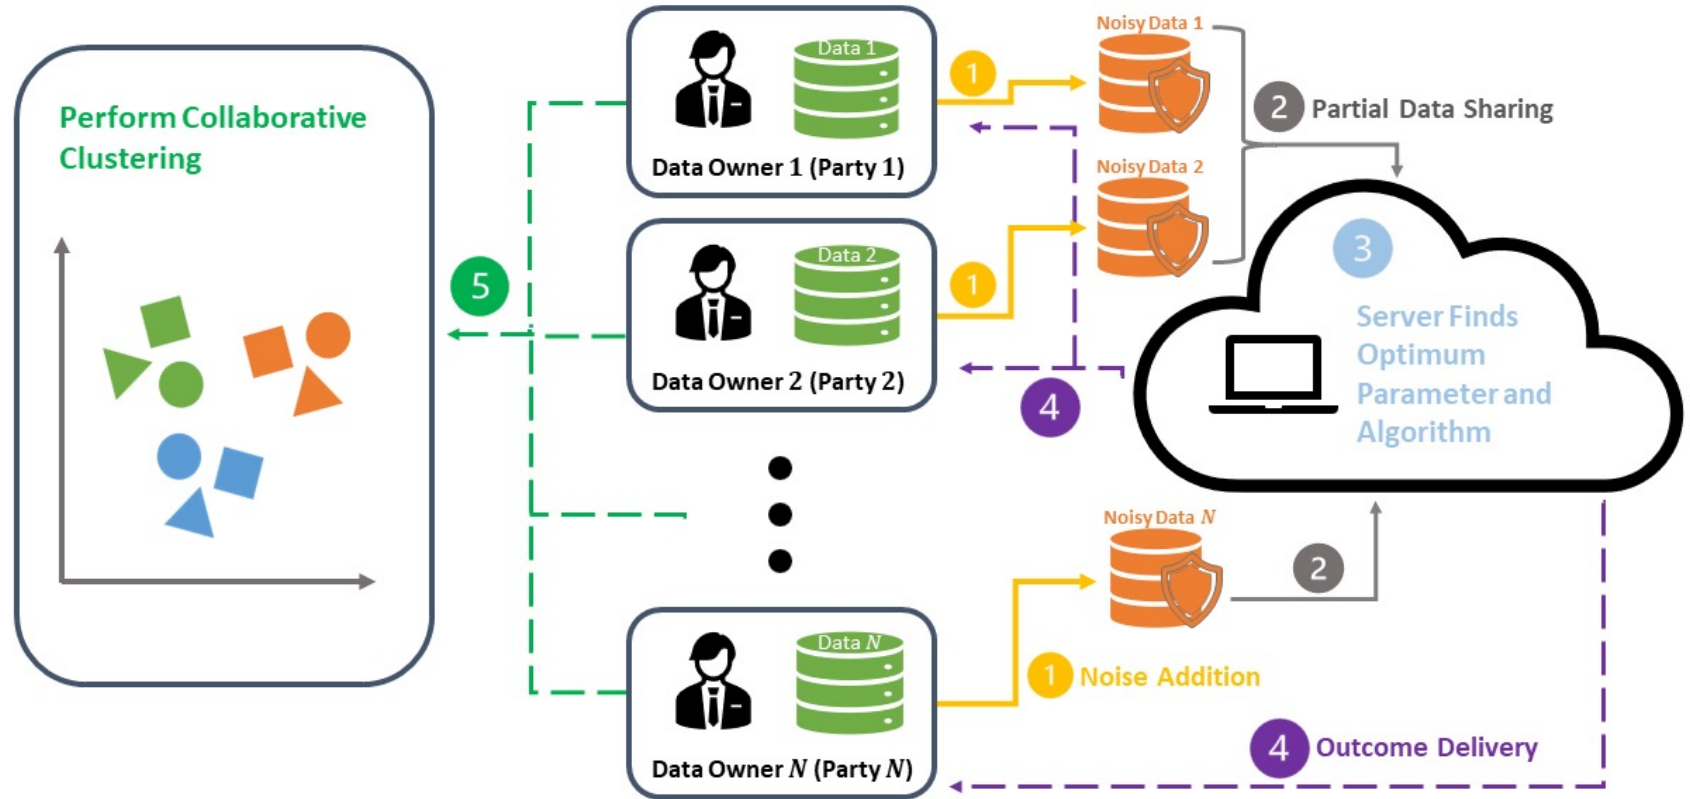 Perform Collaborative
Clustering
5
Data 1
Data Owner 1 (Party 1)
1
Noisy Data 1
2 Partial Data Sharing
Data 2
Data Owner 2 (Party 2)
1
Noisy Data 2
3
Server Finds
Optimum
Parameter and
Algorithm
4
Noisy Data N
2
Data N
Data Owner N (Party N)
1 Noise Addition
4 Outcome Delivery